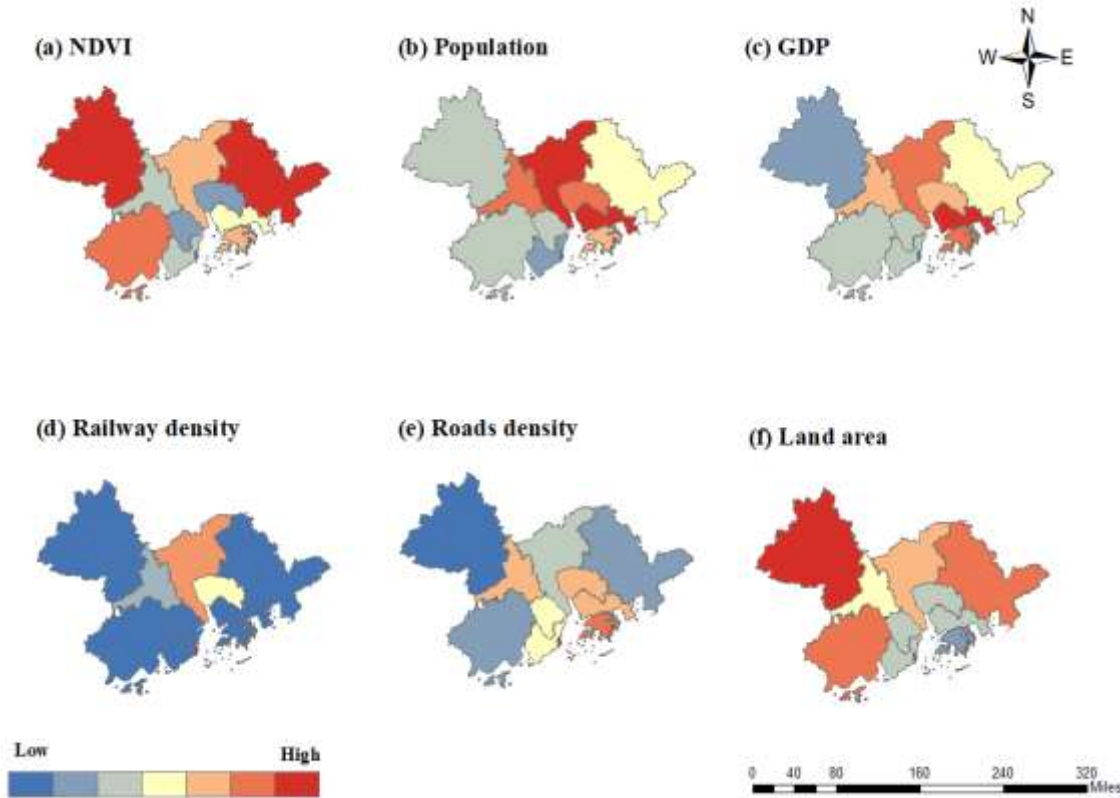 (a) NDVI
(b) Population
(c) GDP
N
W E
S
(d) Railway density
(e) Roads density
(f) Land area
Low High
0 40 80 160 240 320
Miles